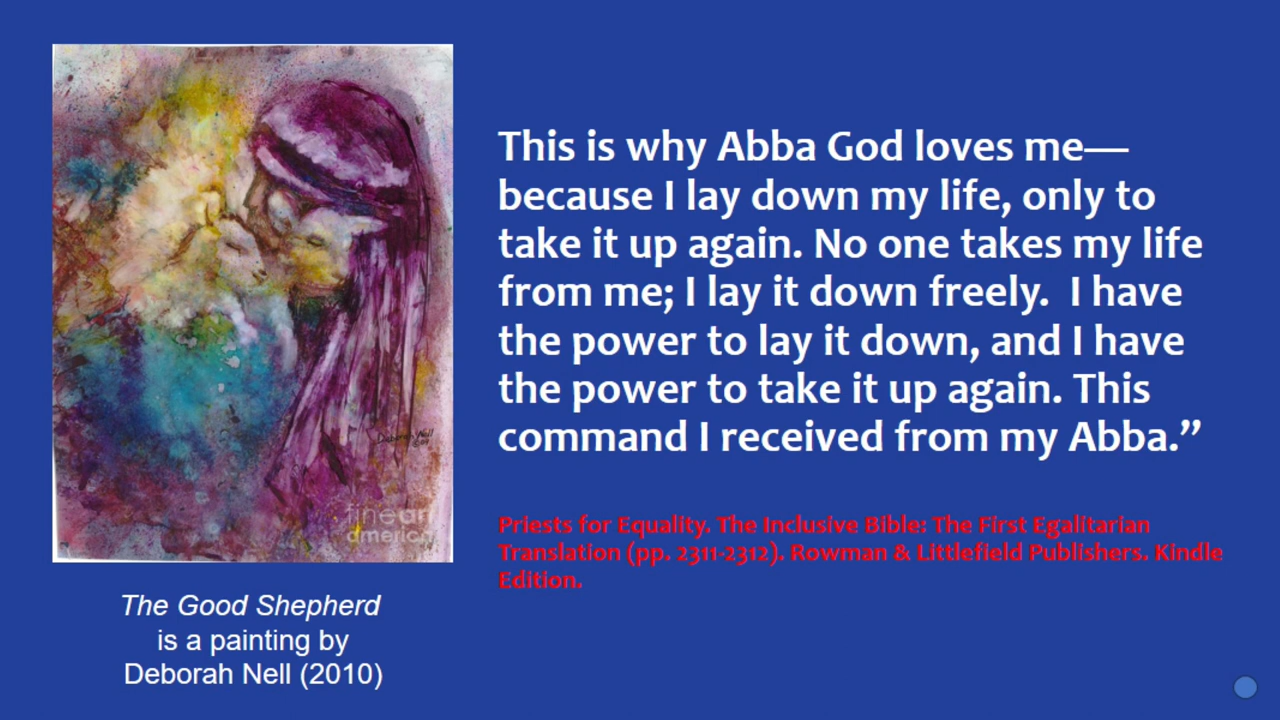 This is why Abba God loves me—
because I lay down my life, only to
take it up again. No one takes my life
from me; I lay it down freely.  I have
the power to lay it down, and I have
the power to take it up again. This
command I received from my Abba.”
Priests for Equality. The Inclusive Bible: The First Egalitarian
Translation (pp. 2311-2312). Rowman & Littlefield Publishers. Kindle
Edition.
Deborah Nell
fine art
america
The Good Shepherd
is a painting by
Deborah Nell (2010)